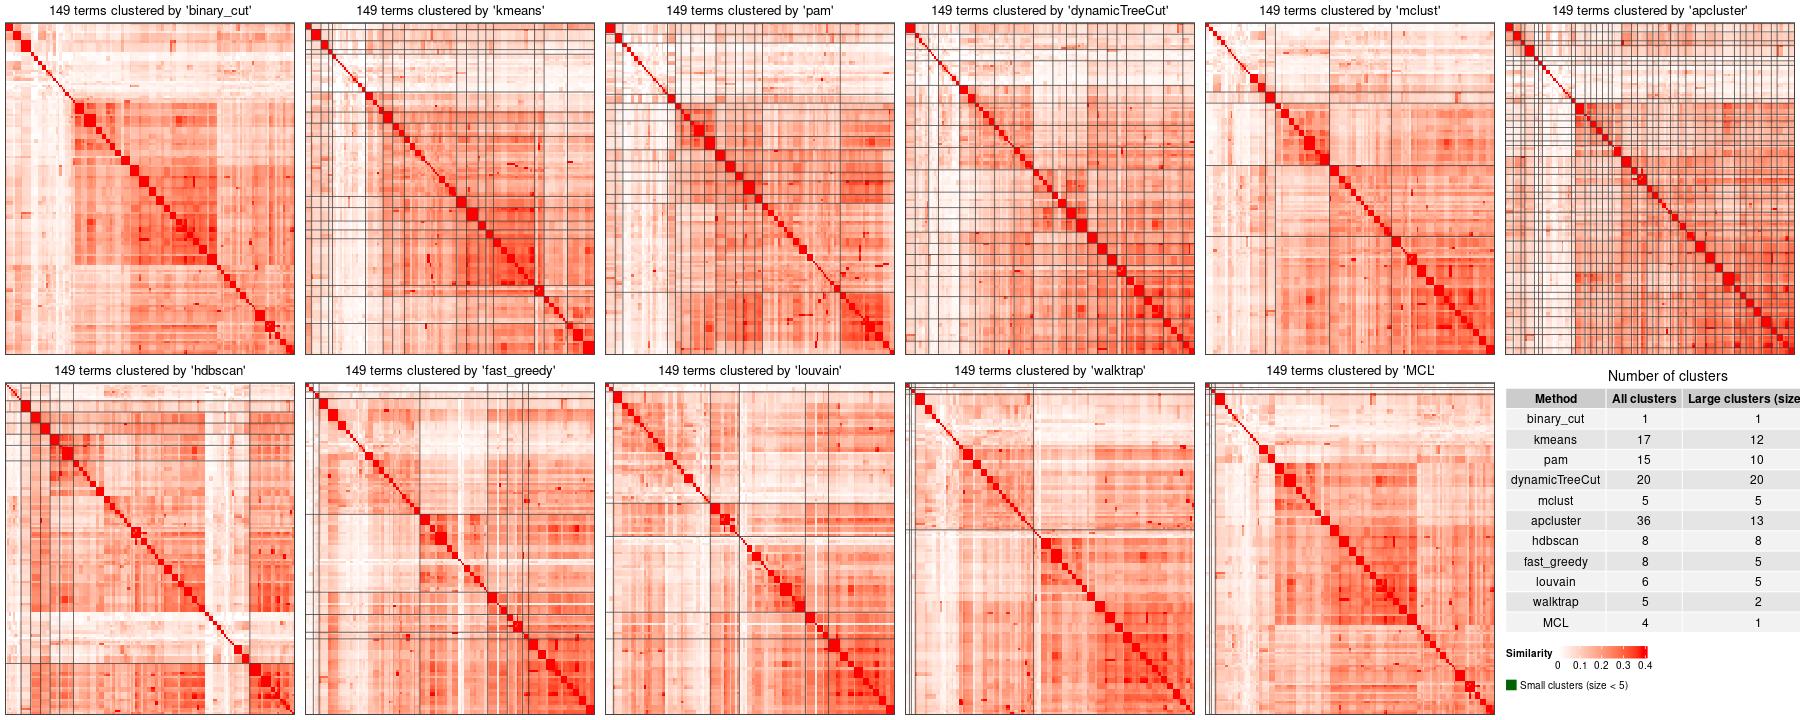 149 terms clustered by 'binary_cut'
149 terms clustered by 'kmeans'
149 terms clustered by 'pam'
149 terms clustered by 'dynamicTreeCut'
149 terms clustered by 'mclust'
149 terms clustered by 'apcluster'
149 terms clustered by 'hdbscan'
149 terms clustered by 'fast_greedy'
149 terms clustered by 'louvain'
149 terms clustered by 'walktrap'
149 terms clustered by 'MCL'
Number of clusters
Method All clusters Large clusters (size
binary_cut 1 1
kmeans 17 12
pam 15 10
dynamicTreeCut 20 20
mclust 5 5
apcluster 36 13
hdbscan 8 8
fast_greedy 8 5
louvain 6 5
walktrap 5 2
MCL 4 1
Similarity
0 0.1 0.2 0.3 0.4
Small clusters (size < 5)